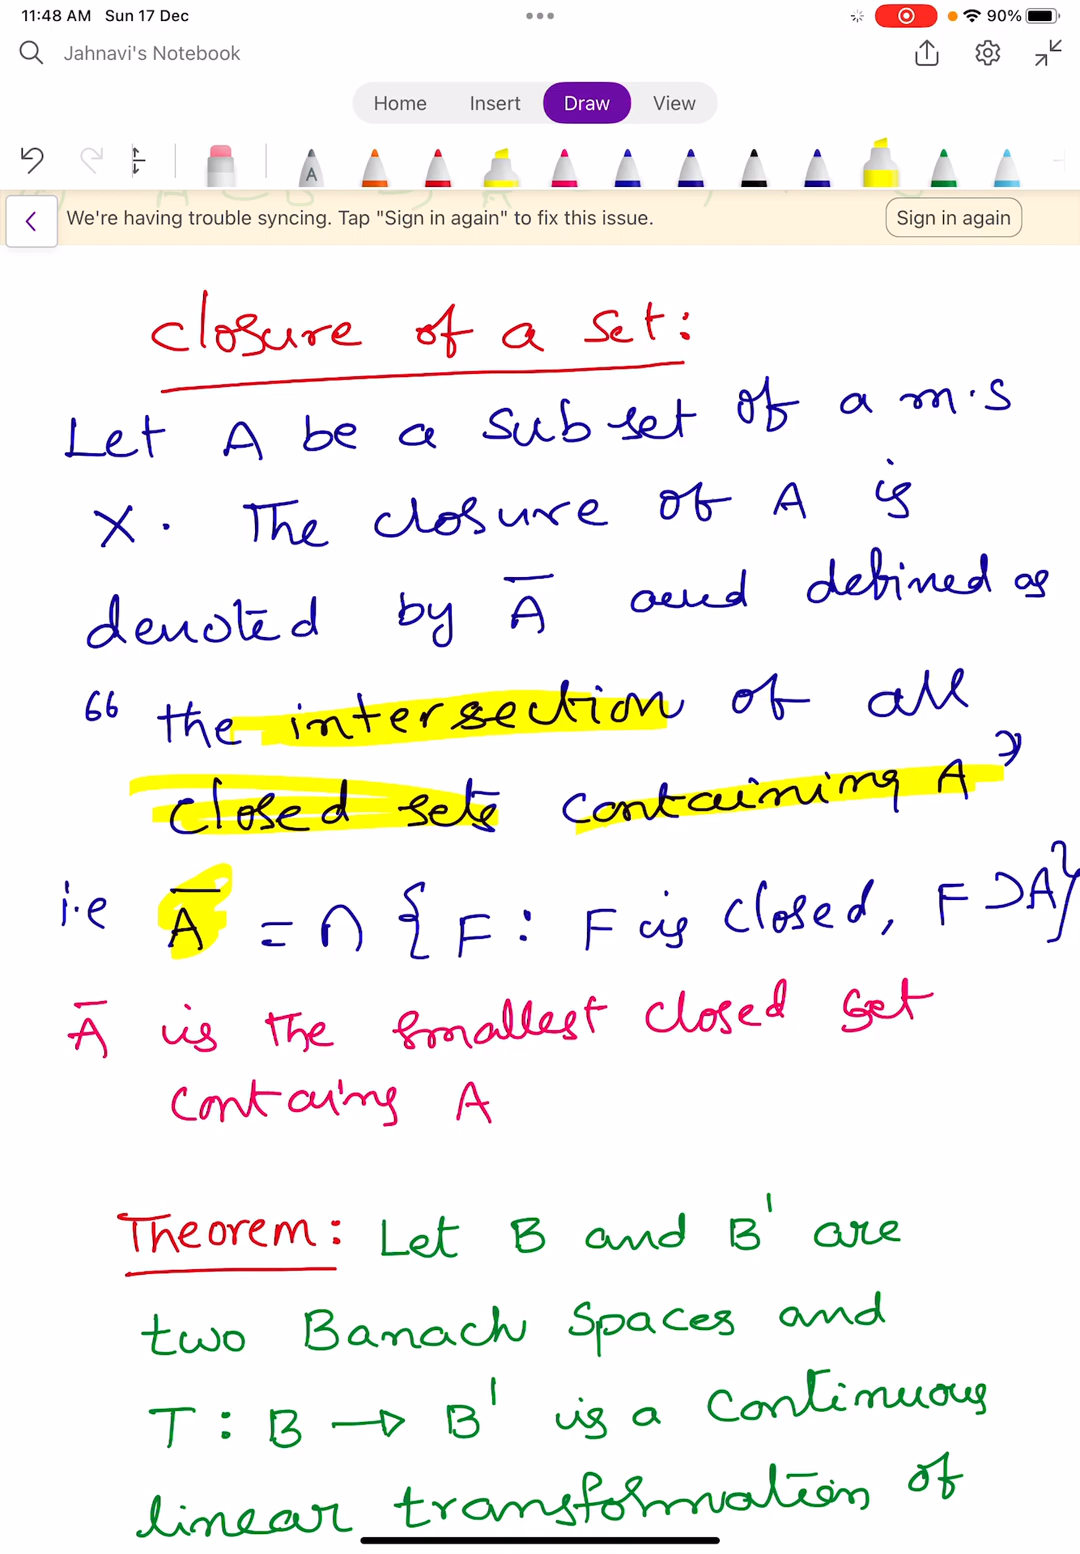 11:48 AM Sun 17 Dec 90%
Jahnavi's Notebook
Home Insert Draw View
We're having trouble syncing. Tap "Sign in again" to fix this issue. Sign in again
Closure of a Set:
Let A be a subset of a m.s
X. The closure of A is
denoted by A̅ and defined as
“the intersection of all
closed sets containing A”
i.e A̅ = ∩ { F : F is closed, F ⊃ A}
A̅ is the smallest closed set
containg A
Theorem: Let B and B' are
two Banach Spaces and
T : B → B' is a continuous
linear transformation of